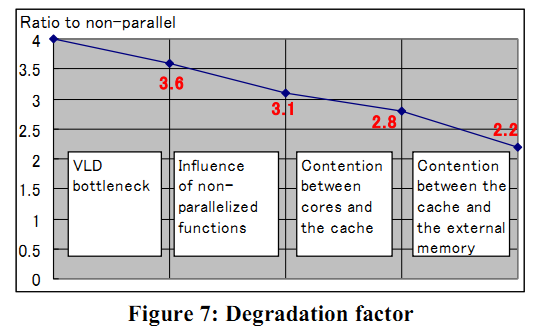 Ratio to non-parallel
4
3.5
3
2.5
2
1.5
1
0.5
0
3.6
3.1
2.8
2.2
VLD
bottleneck
Influence
of non-
parallelized
functions
Contention
between
cores and
the cache
Contention
between the
cache and
the external
memory
Figure 7: Degradation factor